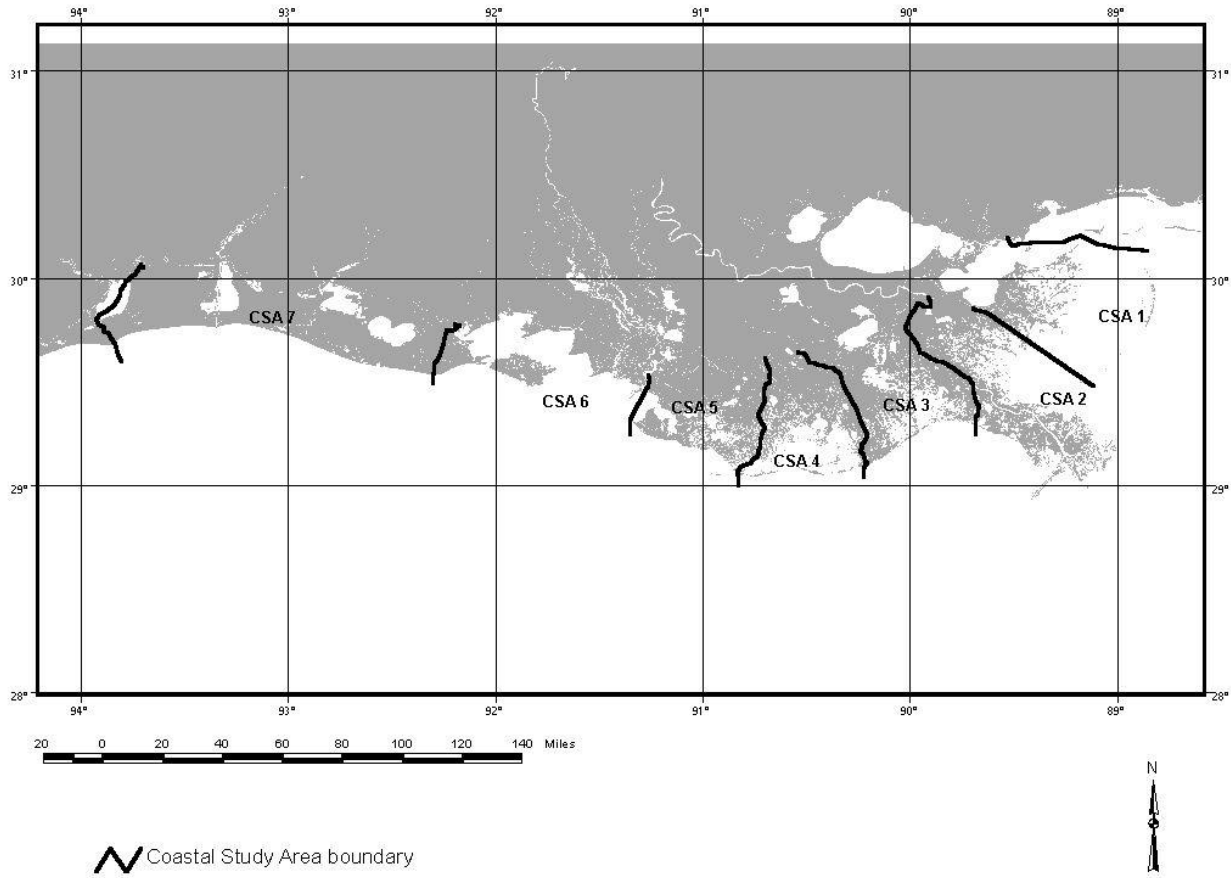 94° 93° 92° 91° 90° 89°
31° 31°
30° 30°
CSA 7
CSA 1
CSA 6
CSA 5
CSA 3
CSA 2
CSA 4
29° 29°
28° 28°
94° 93° 92° 91° 90° 89°
20 0 20 40 60 80 100 120 140 Miles
N
Coastal Study Area boundary